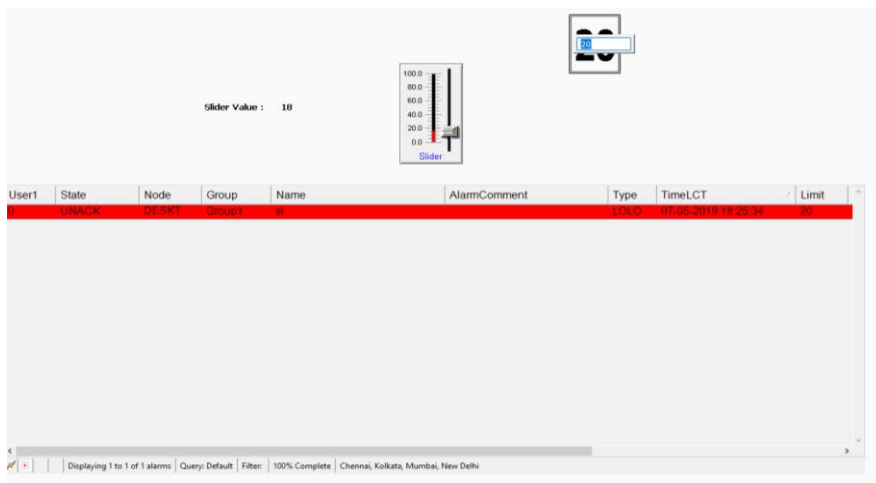 20
20
Slider Value : 18
100.0
80.0
60.0
40.0
20.0
0.0
Slider
User1 State Node Group Name AlarmComment Type TimeLCT Limit
0 UNACK DESKT... Group1 sl LOLO 07-05-2019 18:25:34 20
Displaying 1 to 1 of 1 alarms Query: Default Filter: 100% Complete Chennai, Kolkata, Mumbai, New Delhi